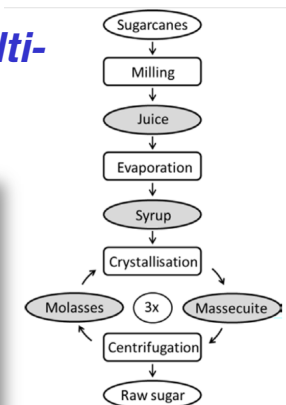 Sugarcanes
lti-
Milling
Juice
Evaporation
Syrup
Crystallisation
Molasses 3x Massecuite
Centrifugation
Raw sugar